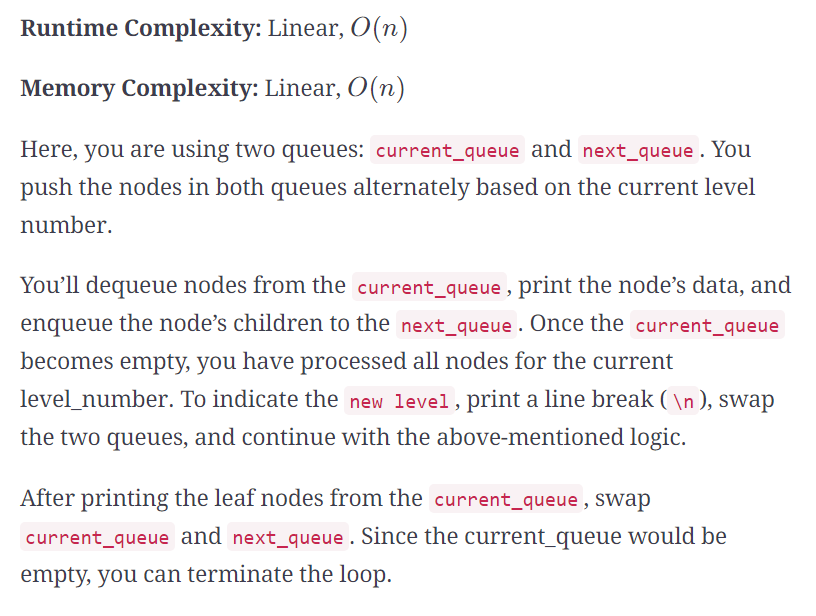 Runtime Complexity: Linear, O(n)
Memory Complexity: Linear, O(n)
Here, you are using two queues: current_queue and next_queue. You
push the nodes in both queues alternately based on the current level
number.
You’ll dequeue nodes from the current_queue, print the node’s data, and
enqueue the node’s children to the next_queue. Once the current_queue
becomes empty, you have processed all nodes for the current
level_number. To indicate the new level, print a line break (\n), swap
the two queues, and continue with the above-mentioned logic.
After printing the leaf nodes from the current_queue, swap
current_queue and next_queue. Since the current_queue would be
empty, you can terminate the loop.